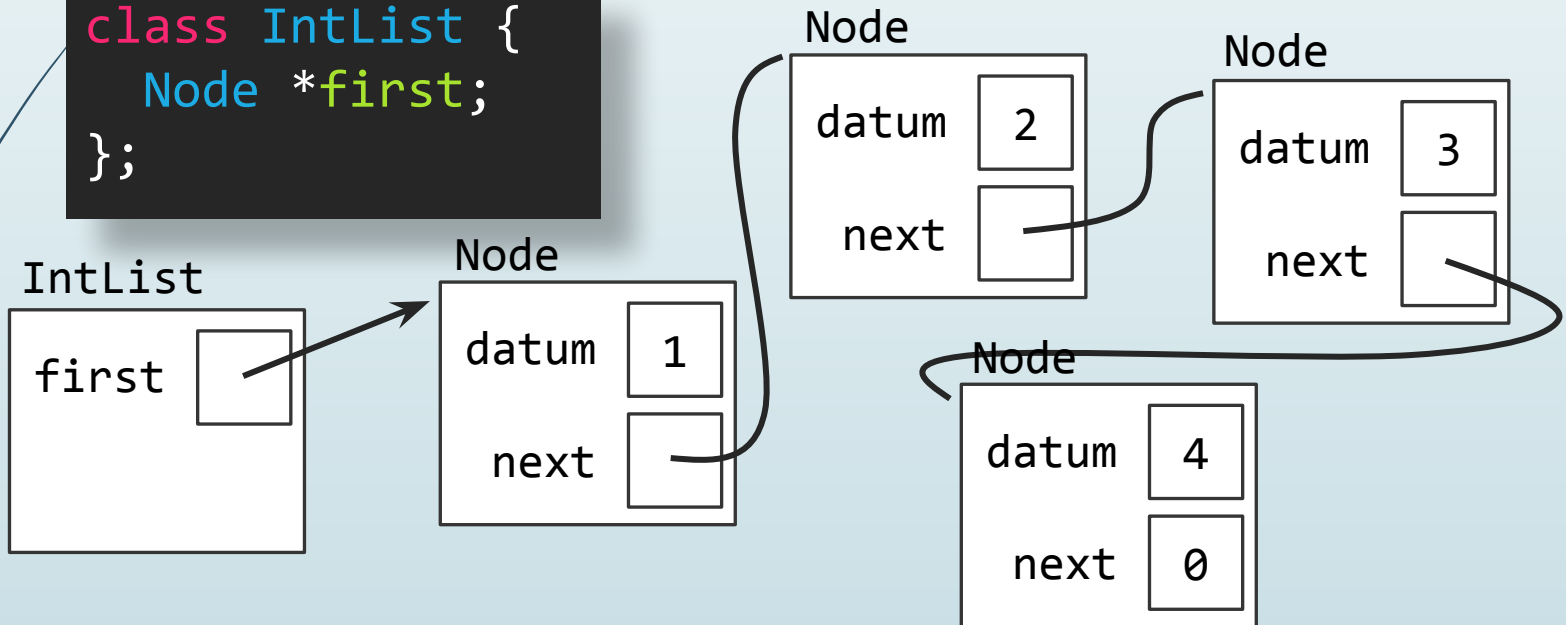 class IntList {
  Node *first;
};
IntList
first
Node
datum 1
next
Node
datum 2
next
Node
datum 3
next
Node
datum 4
next 0